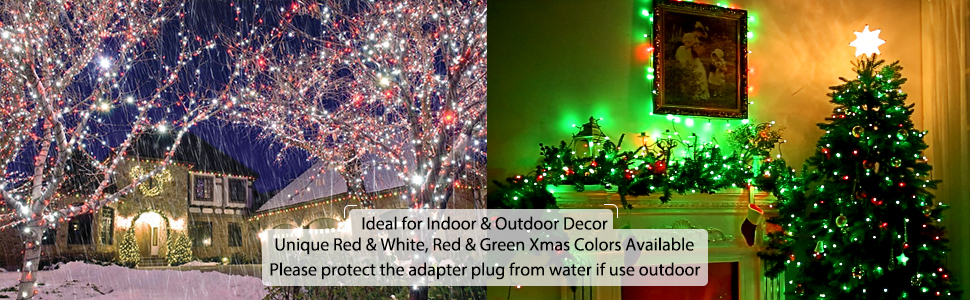 Ideal for Indoor & Outdoor Decor
Unique Red & White, Red & Green Xmas Colors Available
Please protect the adapter plug from water if use outdoor